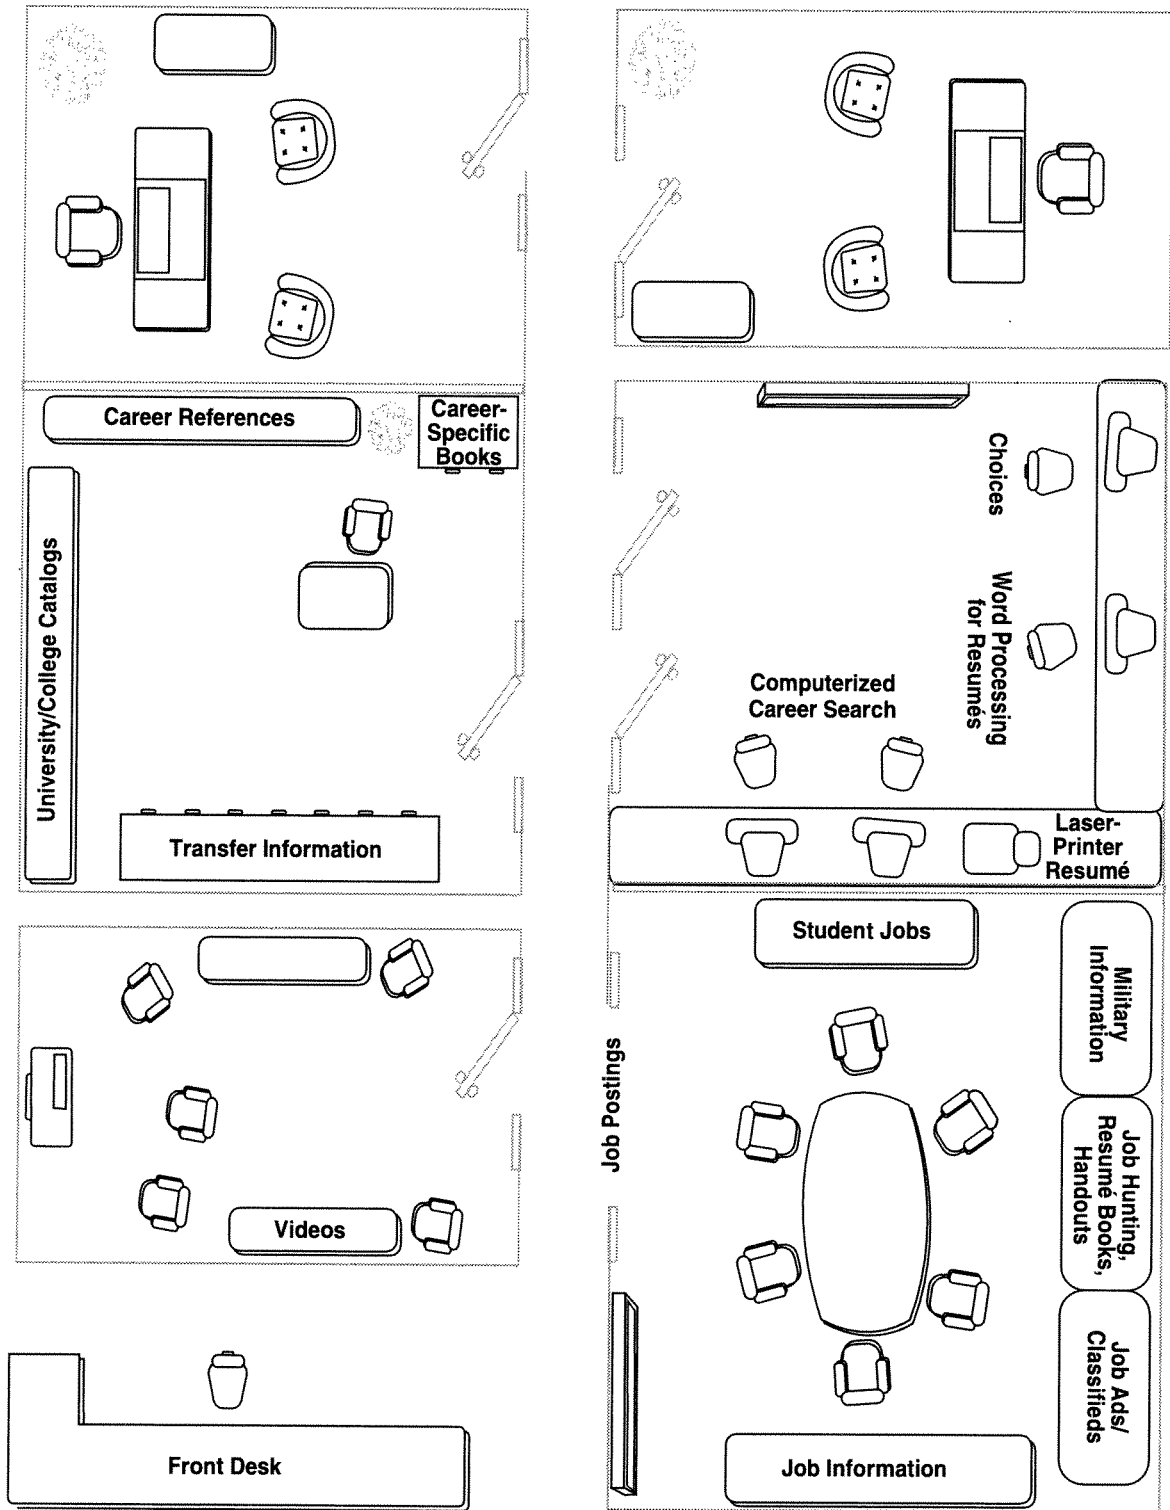 Career References
Career-
Specific
Books
University/College Catalogs
Transfer Information
Videos
Front Desk
Choices
Word Processing
for Resumés
Computerized
Career Search
Laser-
Printer
Resumé
Student Jobs
Military
Information
Job Postings
Job Hunting,
Resumé Books,
Handouts
Job Ads/
Classifieds
Job Information